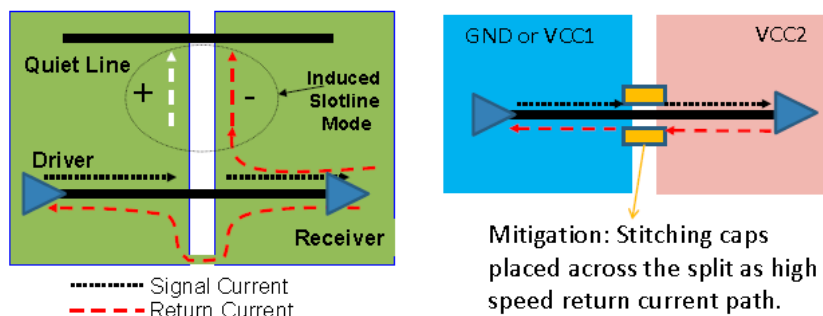 Quiet Line
+
-
Induced
Slotline
Mode
Driver
Receiver
Signal Current
Return Current
GND or VCC1
VCC2
Mitigation: Stitching caps
placed across the split as high
speed return current path.